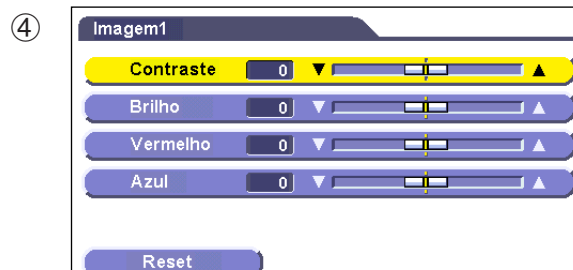 ④
Imagem1
Contraste 0
Brilho 0
Vermelho 0
Azul 0
Reset